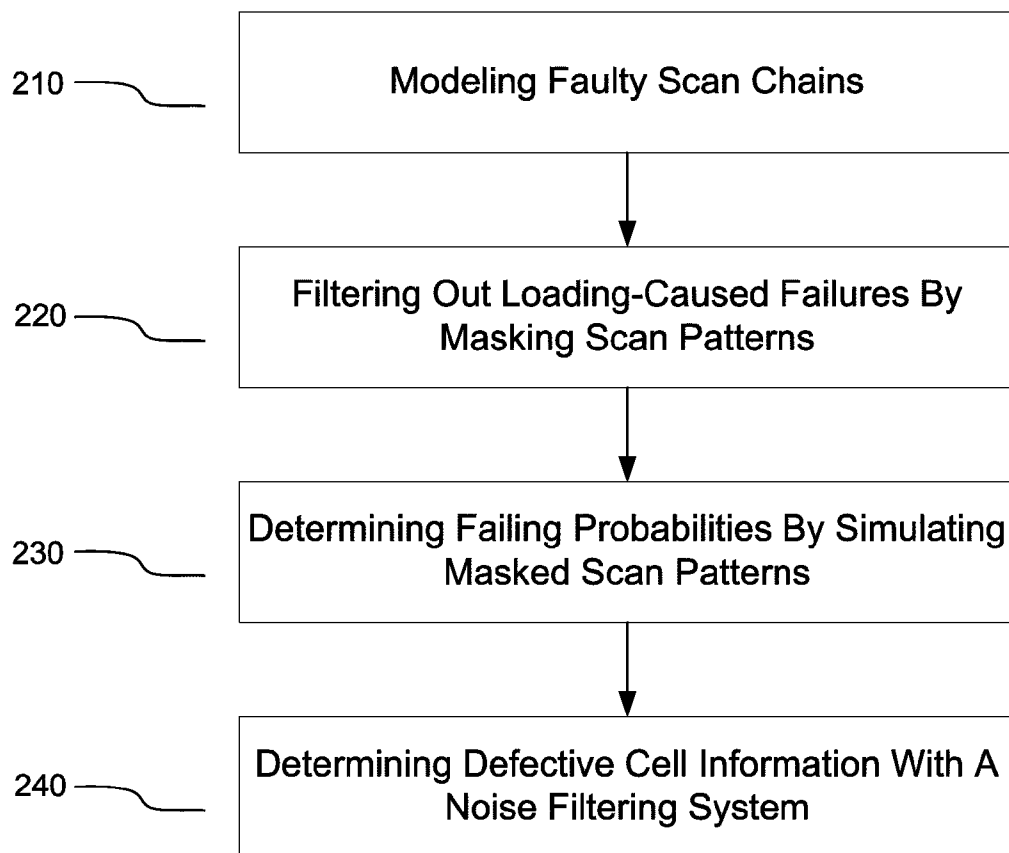 210
Modeling Faulty Scan Chains
220
Filtering Out Loading-Caused Failures By
Masking Scan Patterns
230
Determining Failing Probabilities By Simulating
Masked Scan Patterns
240
Determining Defective Cell Information With A
Noise Filtering System